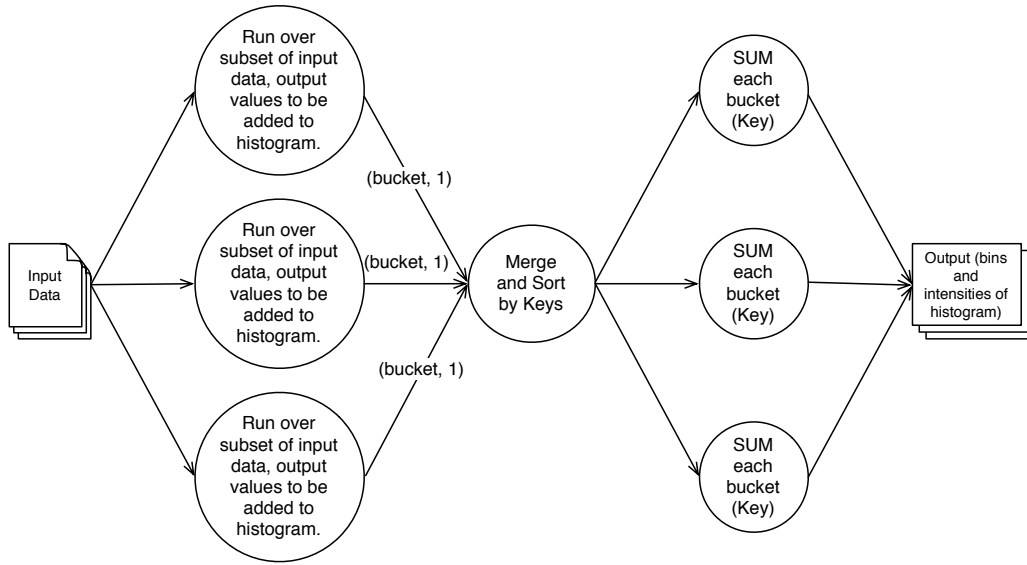 Input
Data
Run over
subset of input
data, output
values to be
added to
histogram.
Run over
subset of input
data, output
values to be
added to
histogram.
Run over
subset of input
data, output
values to be
added to
histogram.
(bucket, 1)
(bucket, 1)
(bucket, 1)
Merge
and Sort
by Keys
SUM
each
bucket
(Key)
SUM
each
bucket
(Key)
SUM
each
bucket
(Key)
Output (bins
and
intensities of
histogram)